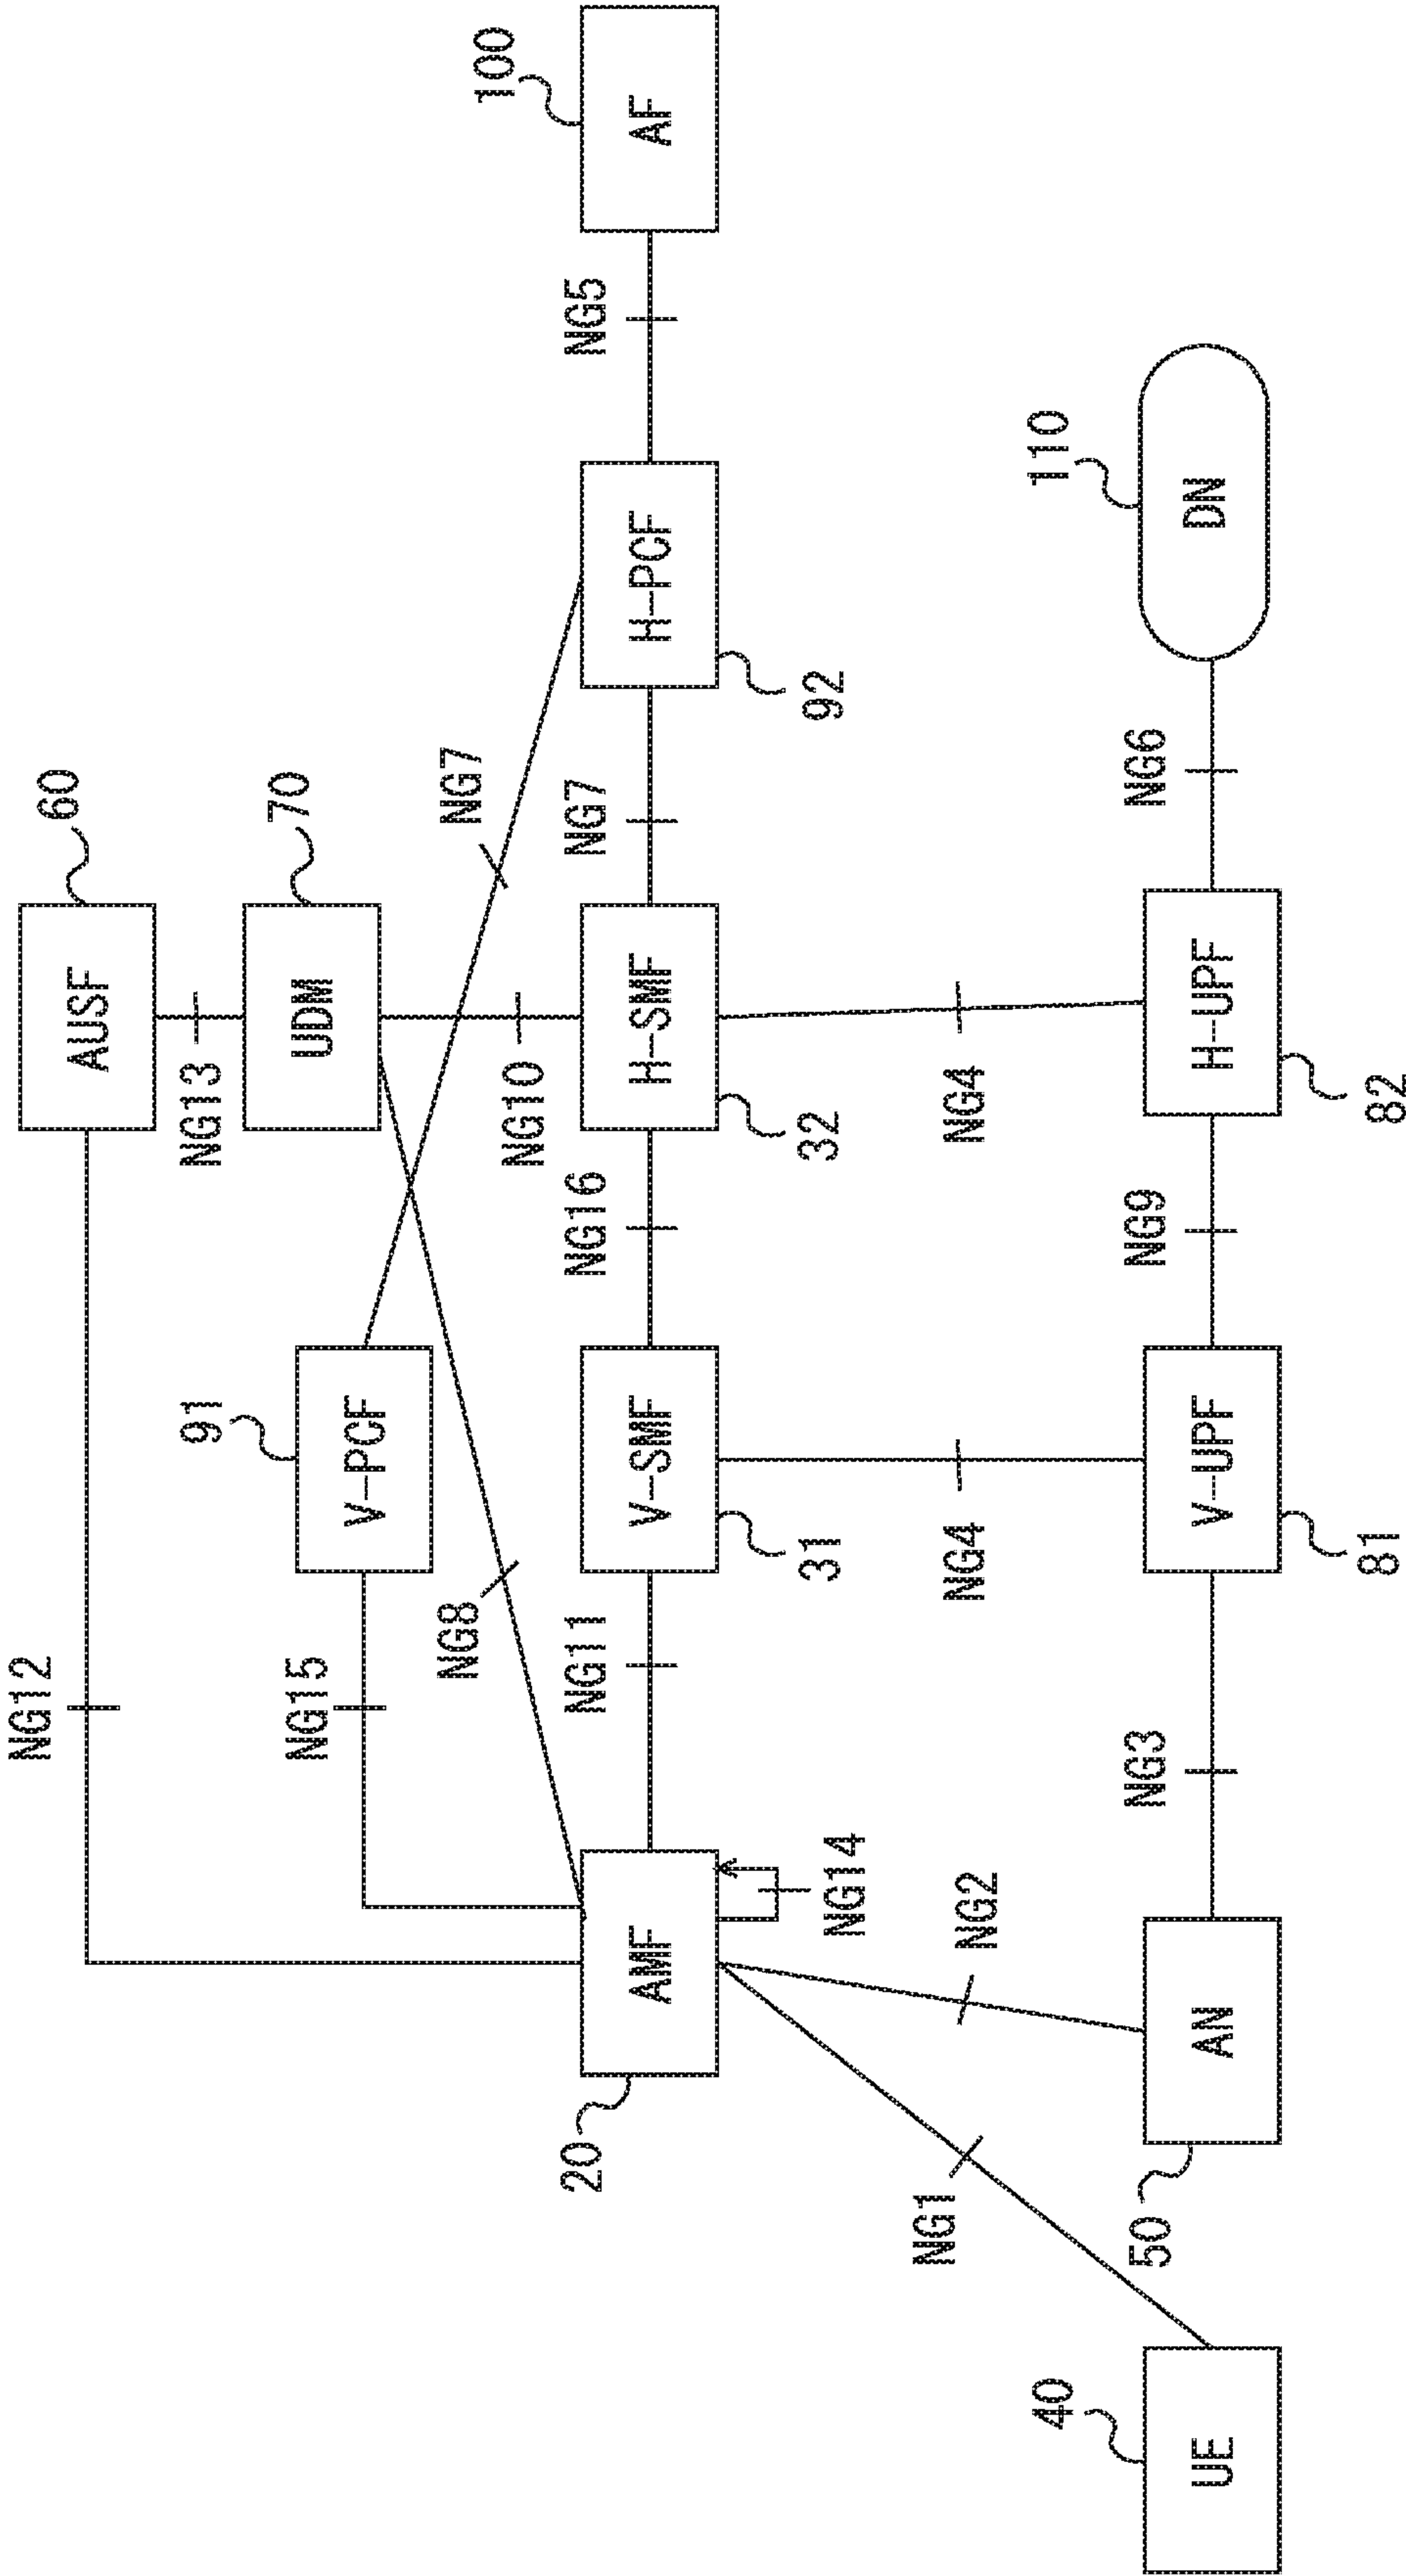 AUSF
60
NG12
NG13
UDM
70
91
V-PCF
NG15
NG7
NG8
NG10
100
AMF
20
NG11
V-SMF
31
NG16
H-SMF
32
NG7
H-PCF
92
NG5
AF
NG14
NG1
NG2
NG4
NG4
40
UE
50
AN
NG3
V-UPF
81
NG9
H-UPF
82
NG6
DN
110